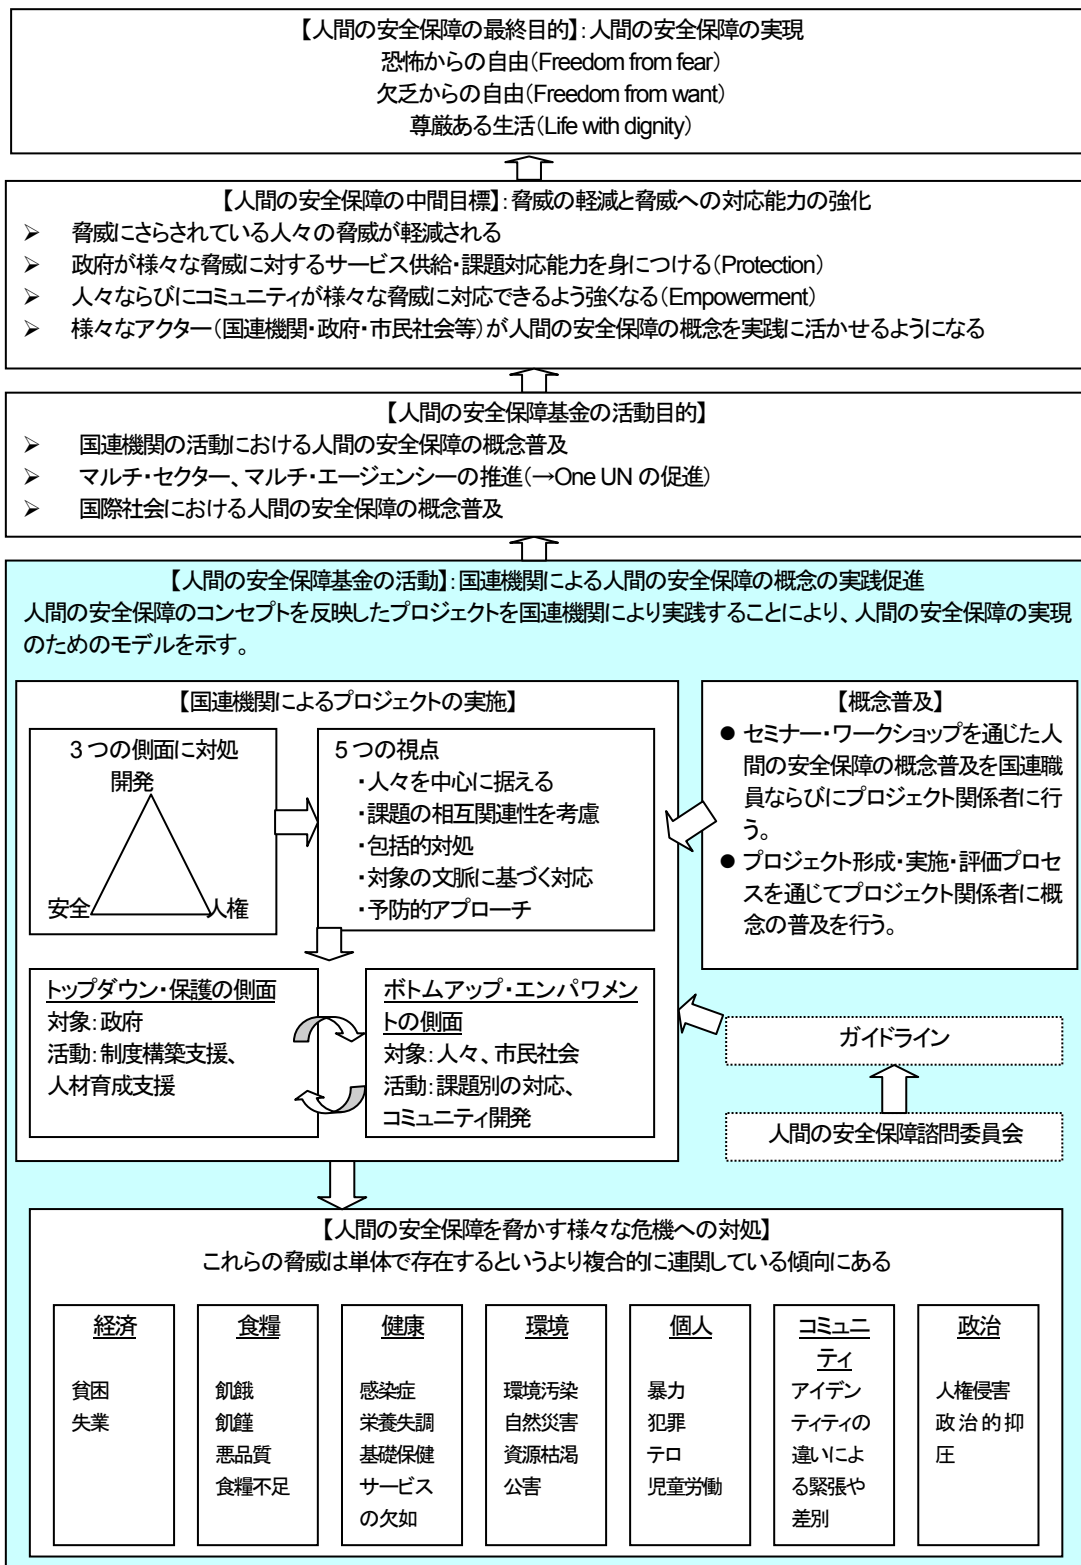 【人間の安全保障の最終目的】：人間の安全保障の実現
恐怖からの自由（Freedom from fear）
欠乏からの自由（Freedom from want）
尊厳ある生活（Life with dignity）
【人間の安全保障の中間目標】：脅威の軽減と脅威への対応能力の強化
➢ 脅威にさらされている人々の脅威が軽減される
➢ 政府が様々な脅威に対するサービス供給・課題対応能力を身につける（Protection）
➢ 人々ならびにコミュニティが様々な脅威に対応できるよう強くなる（Empowerment）
➢ 様々なアクター（国連機関・政府・市民社会等）が人間の安全保障の概念を実践に活かせるようになる
【人間の安全保障基金の活動目的】
➢ 国連機関の活動における人間の安全保障の概念普及
➢ マルチ・セクター、マルチ・エージェンシーの推進（→One UN の促進）
➢ 国際社会における人間の安全保障の概念普及
【人間の安全保障基金の活動】：国連機関による人間の安全保障の概念の実践促進
人間の安全保障のコンセプトを反映したプロジェクトを国連機関により実践することにより、人間の安全保障の実現
のためのモデルを示す。
【国連機関によるプロジェクトの実施】
3 つの側面に対処
開発
安全
人権
5 つの視点
・人々を中心に据える
・課題の相互関連性を考慮
・包括的対処
・対象の文脈に基づく対応
・予防的アプローチ
【概念普及】
● セミナー・ワークショップを通じた人
間の安全保障の概念普及を国連職
員ならびにプロジェクト関係者に行
う。
● プロジェクト形成・実施・評価プロセ
スを通じてプロジェクト関係者に概
念の普及を行う。
トップダウン・保護の側面
対象：政府
活動：制度構築支援、
人材育成支援
ボトムアップ・エンパワメン
トの側面
対象：人々、市民社会
活動：課題別の対応、
コミュニティ開発
ガイドライン
人間の安全保障諮問委員会
【人間の安全保障を脅かす様々な危機への対処】
これらの脅威は単体で存在するというより複合的に連関している傾向にある
経済
貧困
失業
食糧
飢餓
飢饉
悪品質
食糧不足
健康
感染症
栄養失調
基礎保健
サービス
の欠如
環境
環境汚染
自然災害
資源枯渇
公害
個人
暴力
犯罪
テロ
児童労働
コミュニ
ティ
アイデン
ティティの
違いによ
る緊張や
差別
政治
人権侵害
政治的抑
圧